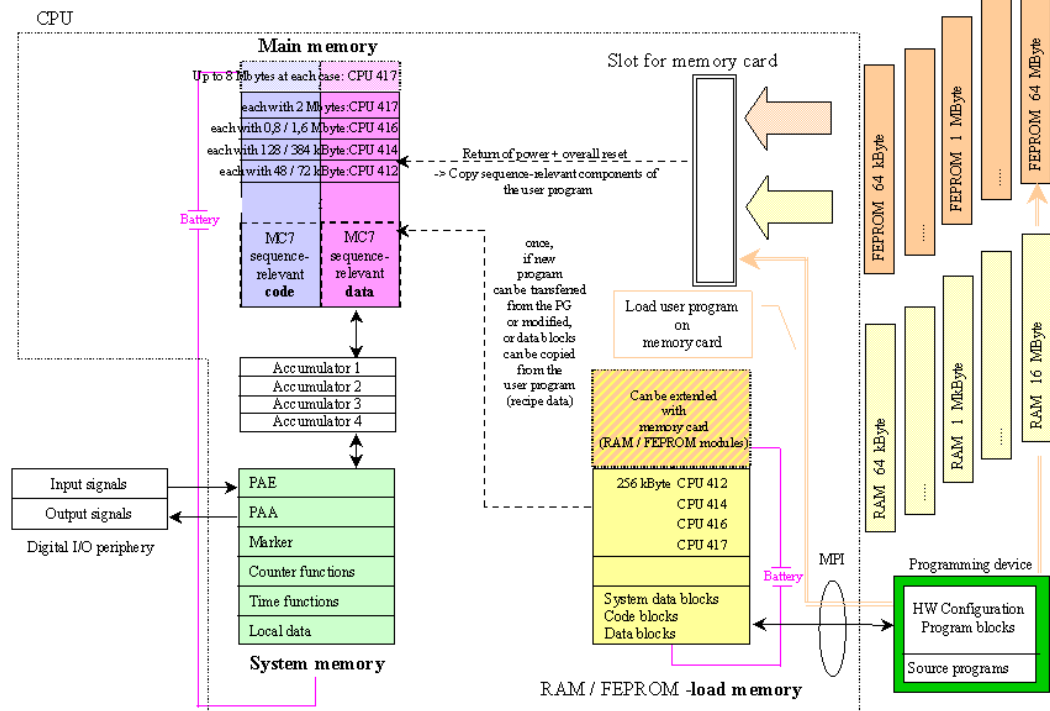 CPU
Main memory
Up to 8 Mbytes at each case: CPU 417
each with 2 Mbytes:CPU 417
each with 0,8 / 1,6 Mbyte:CPU 416
each with 128 / 384 kByte:CPU 414
each with 48 / 72 kByte:CPU 412
Battery
MC7
sequence-
relevant
code
MC7
sequence-
relevant
data
Accumulator 1
Accumulator 2
Accumulator 3
Accumulator 4
Input signals
Output signals
Digital I/O periphery
PAE
PAA
Marker
Counter functions
Time functions
Local data
System memory
Return of power + overall reset
-> Copy sequence-relevant components of
the user program
once,
if new
program
can be transferred
from the PG
or modified,
or data blocks
can be copied
from the
user program
(recipe data)
Slot for memory card
Load user program
on
memory card
Can be extended
with
memory card
(RAM / FEPROM modules)
256 kByte CPU 412
CPU 414
CPU 416
CPU 417
System data blocks
Code blocks
Data blocks
Battery
RAM / FEPROM -load memory
MPI
FEPROM 64 kByte
.....
FEPROM 1 MByte
.....
FEPROM 64 MByte
RAM 64 kByte
.....
RAM 1 MkByte
.....
RAM 16 MByte
Programming device
HW Configuration
Program blocks
Source programs